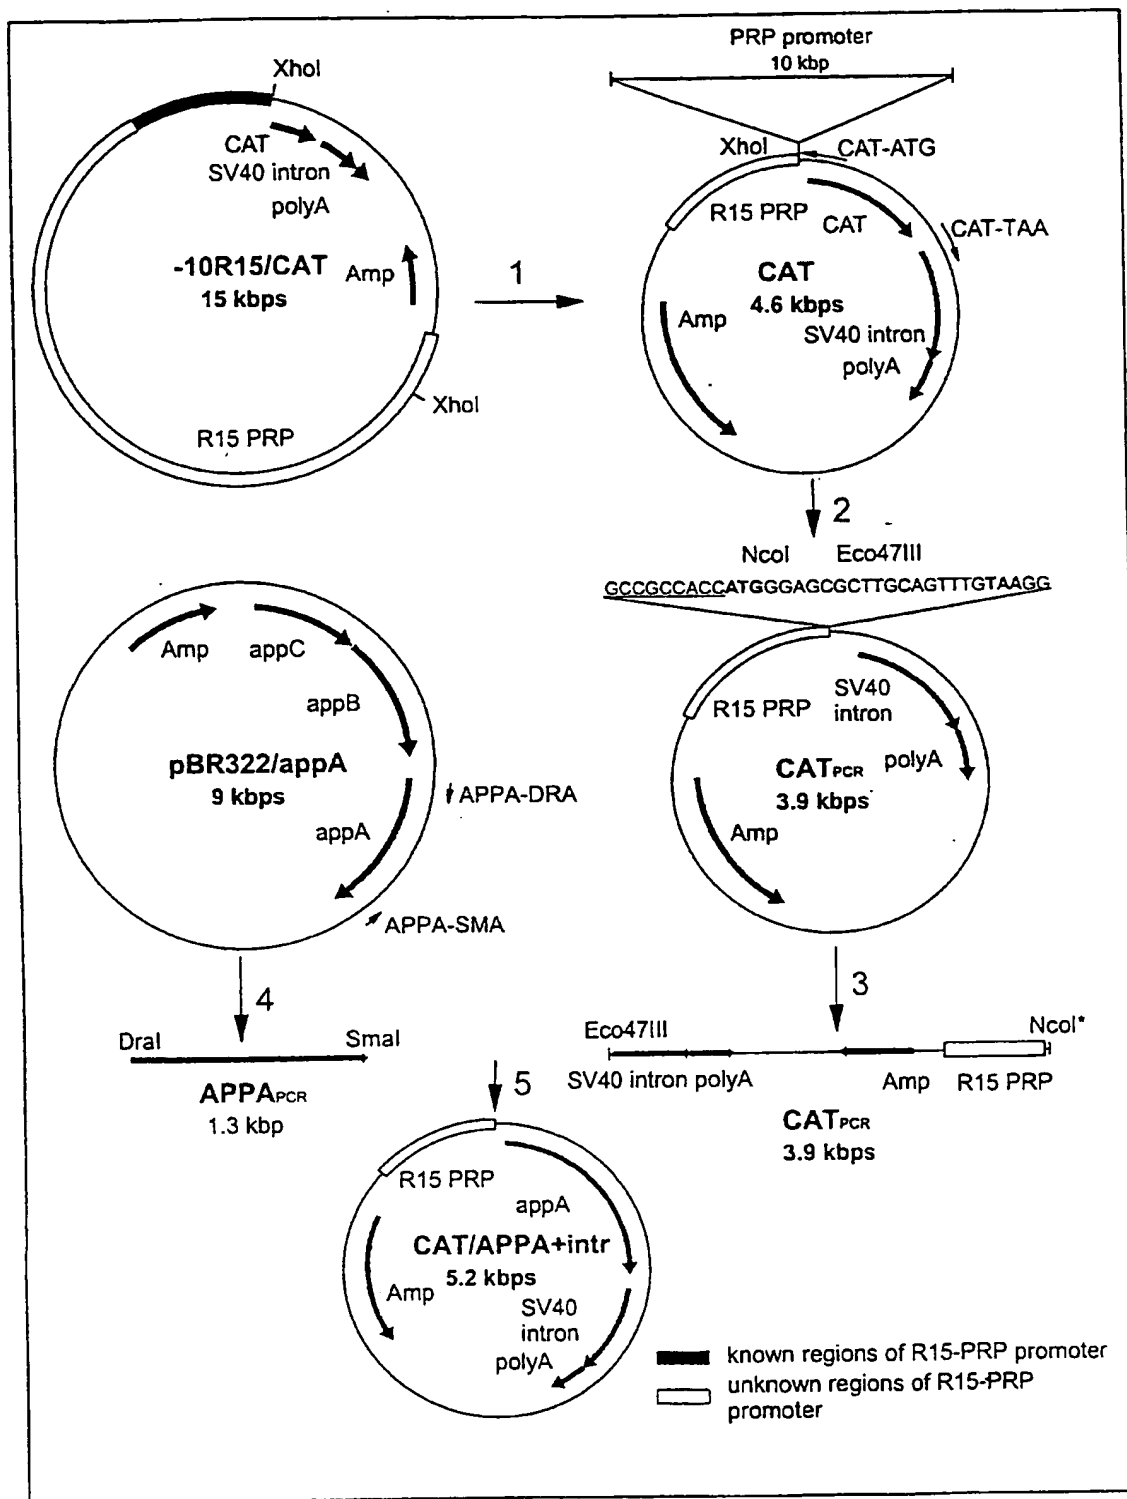 XhoI
CAT
SV40 intron
polyA
-10R15/CAT
15 kbps
Amp
XhoI
R15 PRP
1
PRP promoter
10 kbp
XhoI
CAT-ATG
R15 PRP
CAT
CAT-TAA
CAT
4.6 kbps
Amp
SV40 intron
polyA
2
NcoI Eco47III
GCCGCCACCATGGGAGCGCTTGCAGTTTGTAAGG
R15 PRP
SV40
intron
polyA
CATPCR
3.9 kbps
Amp
3
Amp
appC
appB
pBR322/appA
9 kbps
appA
APPA-DRA
APPA-SMA
4
DraI
SmaI
APPAPCR
1.3 kbp
Eco47III
NcoI*
SV40 intron polyA
Amp
R15 PRP
CATPCR
3.9 kbps
5
R15 PRP
appA
CAT/APPA+intr
5.2 kbps
Amp
SV40
intron
polyA
known regions of R15-PRP promoter
unknown regions of R15-PRP
promoter